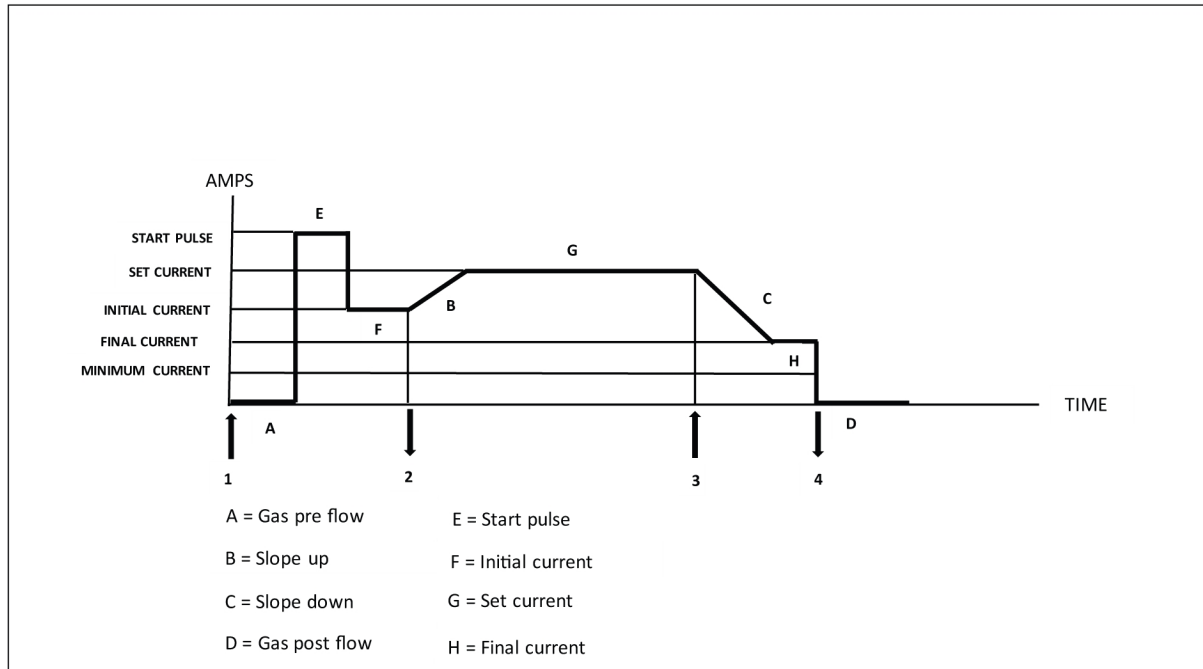 AMPS
E
START PULSE
G
SET CURRENT
C
B
INITIAL CURRENT
F
FINAL CURRENT
H
MINIMUM CURRENT
TIME
A
D
1
2
3
4
A = Gas pre flow
E = Start pulse
B = Slope up
F = Initial current
C = Slope down
G = Set current
D = Gas post flow
H = Final current